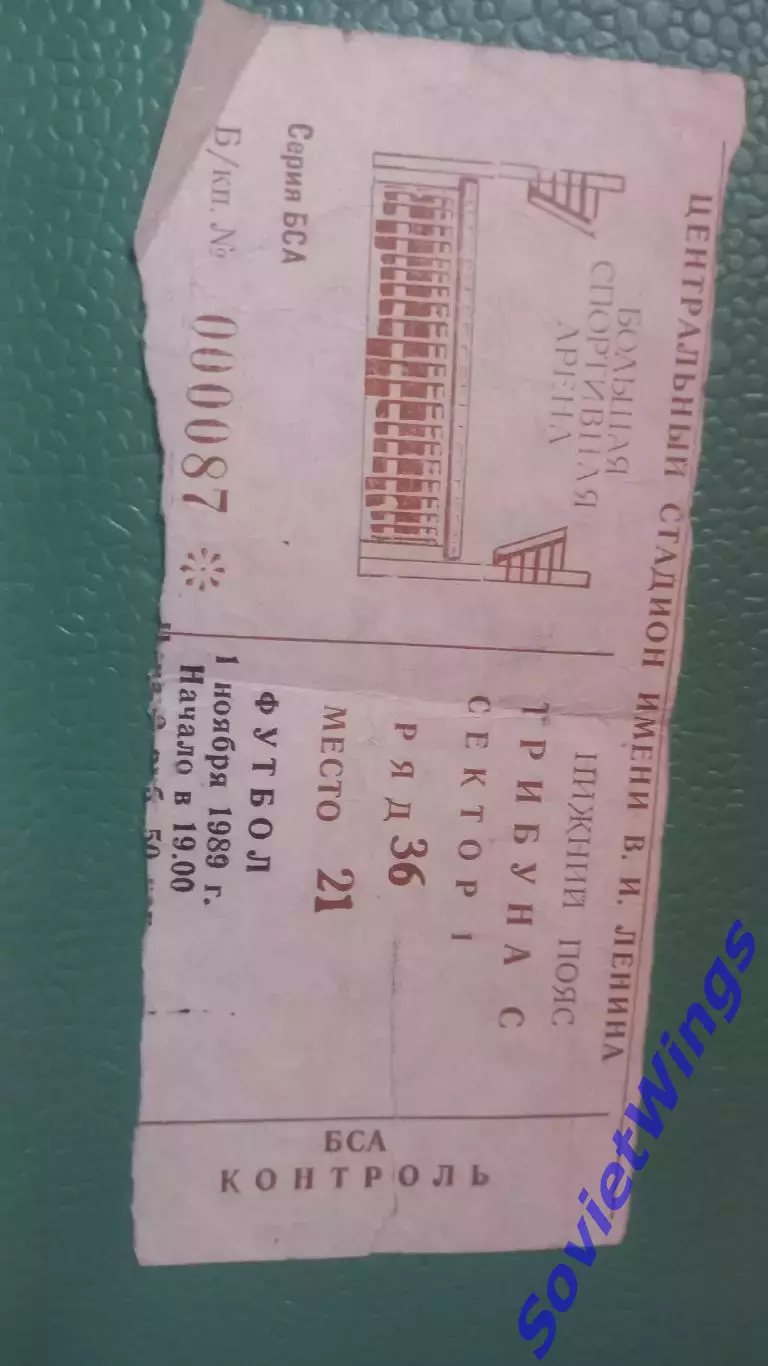 ЦЕНТРАЛЬНЫЙ СТАДИОН ИМЕНИ В. И. ЛЕНИНА
БОЛЬШАЯ
СПОРТИВНАЯ
АРЕНА
Серия БСА
Б/кп. № 000087
НИЖНИЙ ПОЯС
ТРИБУНА С
СЕКТОР 1
РЯД 36
МЕСТО 21
ФУТБОЛ
1 ноября 1989 г.
Начало в 19.00
БСА
КОНТРОЛЬ
SovietWings